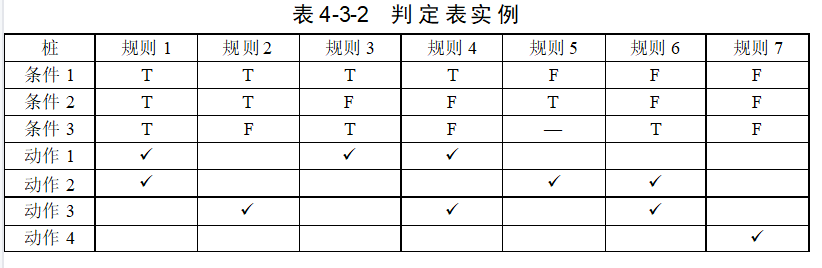 表 4-3-2 判定表实例
桩 规则 1 规则 2 规则 3 规则 4 规则 5 规则 6 规则 7
条件 1 T T T T F F F
条件 2 T T F F T F F
条件 3 T F T F — T F
动作 1 ✓ ✓ ✓
动作 2 ✓ ✓ ✓
动作 3 ✓ ✓ ✓
动作 4 ✓